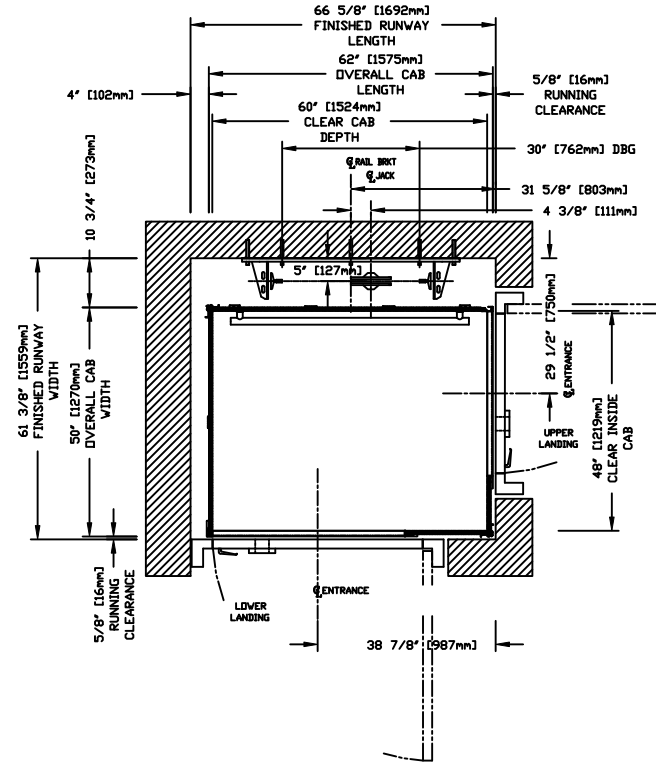 66 5/8" [1692mm]
FINISHED RUNWAY
LENGTH
62" [1575mm]
OVERALL CAB
LENGTH
4" [102mm]
5/8" [16mm]
RUNNING
CLEARANCE
60" [1524mm]
CLEAR CAB
DEPTH
30" [762mm] DBG
℄ RAIL BRKT
℄ JACK
31 5/8" [803mm]
4 3/8" [111mm]
10 3/4" [273mm]
5" [127mm]
29 1/2" [750mm]
℄ ENTRANCE
61 3/8" [1559mm]
FINISHED RUNWAY
WIDTH
50" [1270mm]
OVERALL CAB
WIDTH
UPPER
LANDING
48" [1219mm]
CLEAR INSIDE
CAB
5/8" [16mm]
RUNNING
CLEARANCE
℄ ENTRANCE
LOWER
LANDING
38 7/8" [987mm]